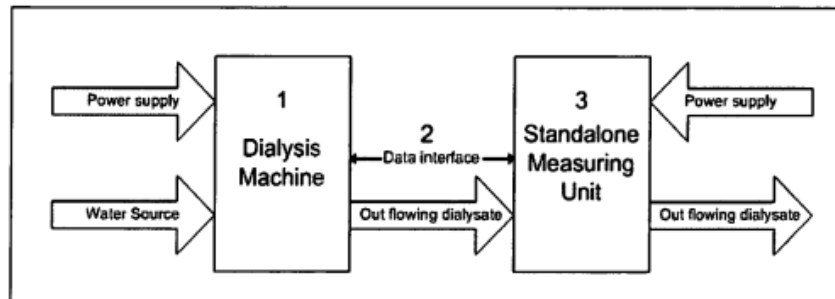 Power supply
Water Source
1
Dialysis
Machine
2
Data interface
Out flowing dialysate
3
Standalone
Measuring
Unit
Power supply
Out flowing dialysate